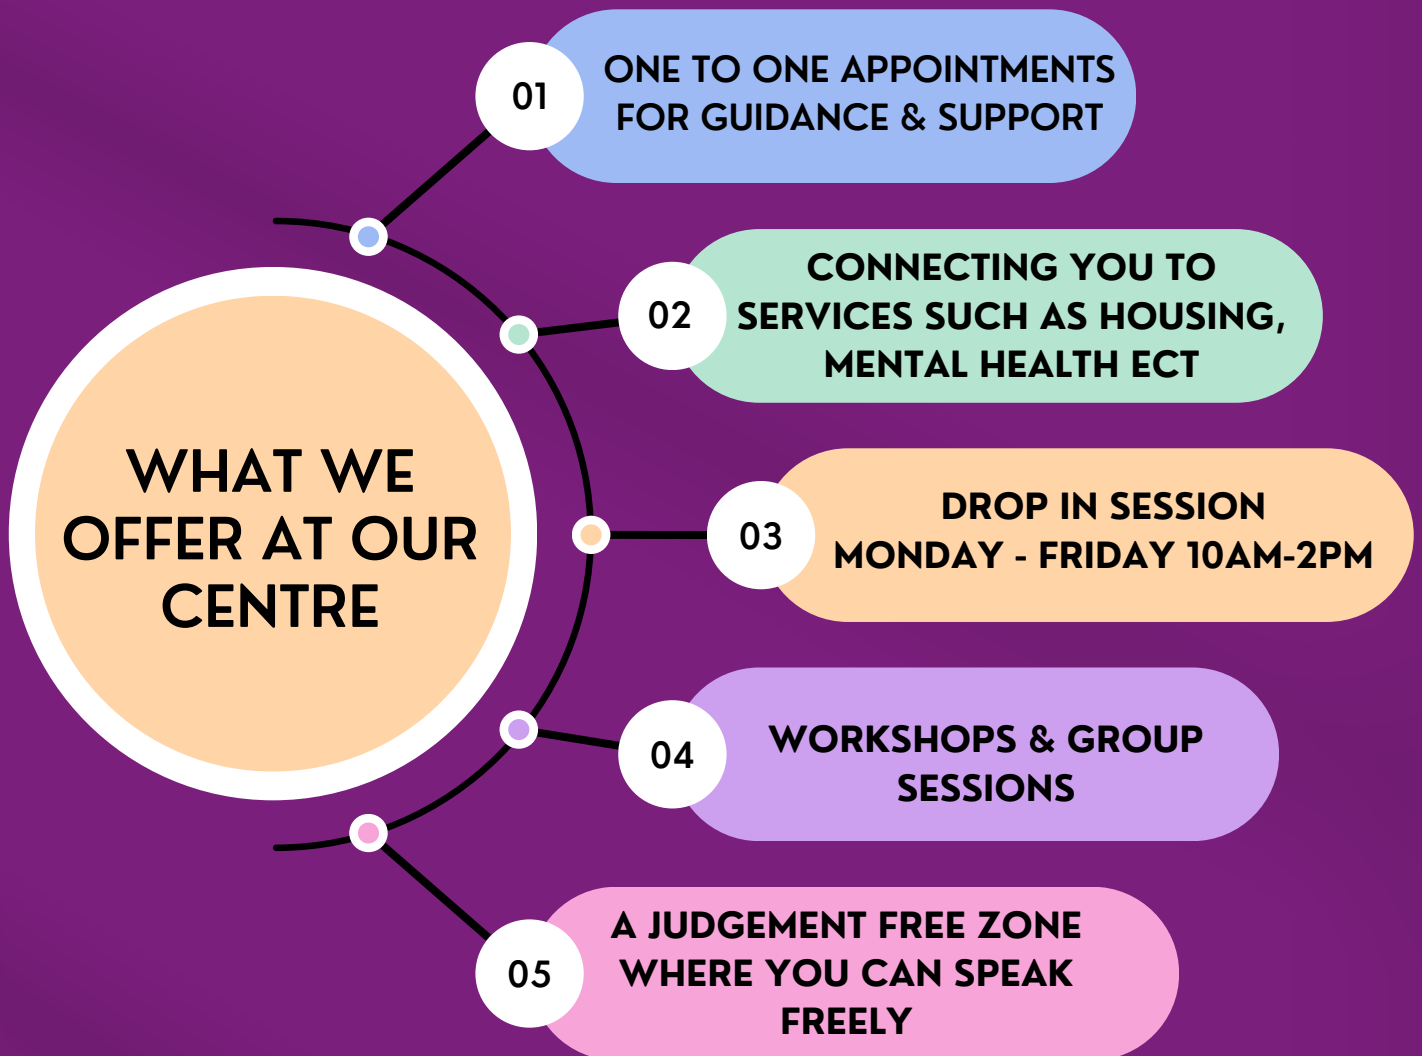 WHAT WE
OFFER AT OUR
CENTRE
01
ONE TO ONE APPOINTMENTS
FOR GUIDANCE & SUPPORT
02
CONNECTING YOU TO
SERVICES SUCH AS HOUSING,
MENTAL HEALTH ECT
03
DROP IN SESSION
MONDAY - FRIDAY 10AM-2PM
04
WORKSHOPS & GROUP
SESSIONS
05
A JUDGEMENT FREE ZONE
WHERE YOU CAN SPEAK
FREELY